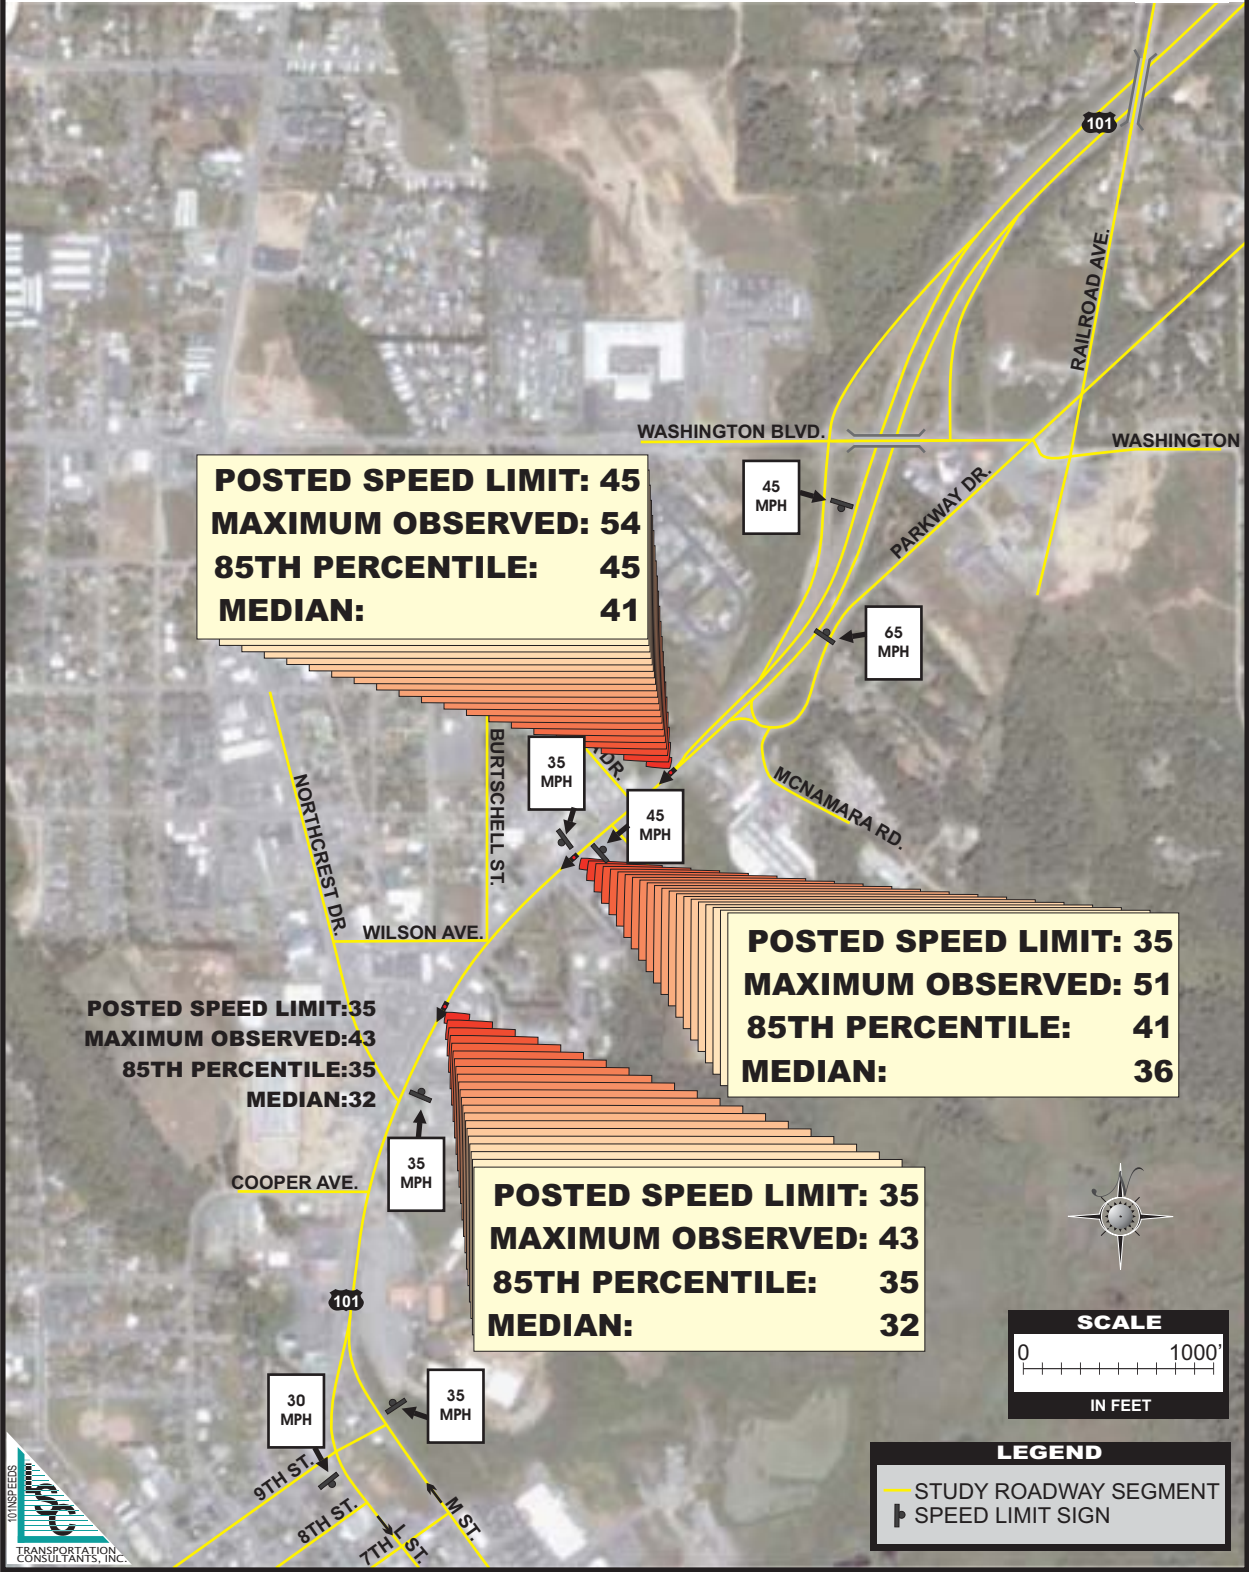 101
RAILROAD AVE.
WASHINGTON BLVD.
WASHINGTON
POSTED SPEED LIMIT: 45
MAXIMUM OBSERVED: 54
85TH PERCENTILE: 45
MEDIAN: 41
45
MPH
PARKWAY DR.
65
MPH
BURTSCHELL ST.
35
MPH
DR.
NORTHCREST DR.
MCNAMARA RD.
45
MPH
WILSON AVE.
POSTED SPEED LIMIT: 35
MAXIMUM OBSERVED: 51
85TH PERCENTILE: 41
MEDIAN: 36
POSTED SPEED LIMIT:35
MAXIMUM OBSERVED:43
85TH PERCENTILE:35
MEDIAN:32
35
MPH
COOPER AVE.
POSTED SPEED LIMIT: 35
MAXIMUM OBSERVED: 43
85TH PERCENTILE: 35
MEDIAN: 32
101
N
SCALE
0 1000'
IN FEET
30
MPH
35
MPH
9TH ST.
8TH ST.
7TH
L ST.
M ST.
LEGEND
STUDY ROADWAY SEGMENT
SPEED LIMIT SIGN
101NSPEEDS
LSC
TRANSPORTATION
CONSULTANTS, INC.